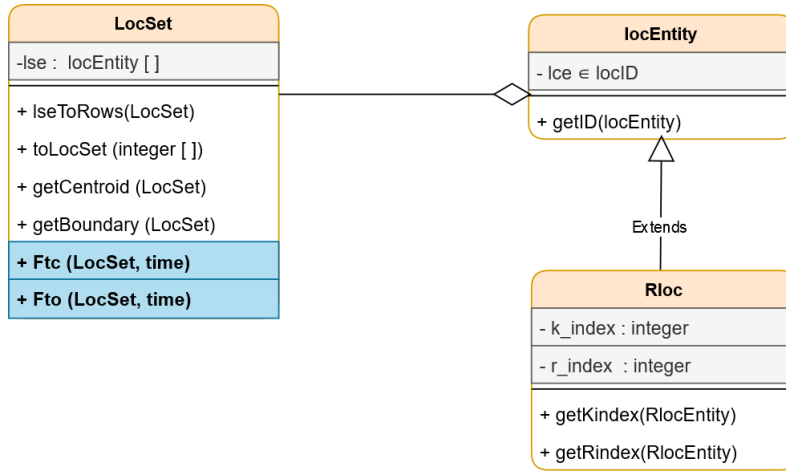 LocSet
-lse : locEntity [ ]
+ lseToRows(LocSet)
+ toLocSet (integer [ ])
+ getCentroid (LocSet)
+ getBoundary (LocSet)
+ Ftc (LocSet, time)
+ Fto (LocSet, time)
locEntity
- lce ∈ locID
+ getID(locEntity)
Extends
Rloc
- k_index : integer
- r_index : integer
+ getKindex(RlocEntity)
+ getRindex(RlocEntity)